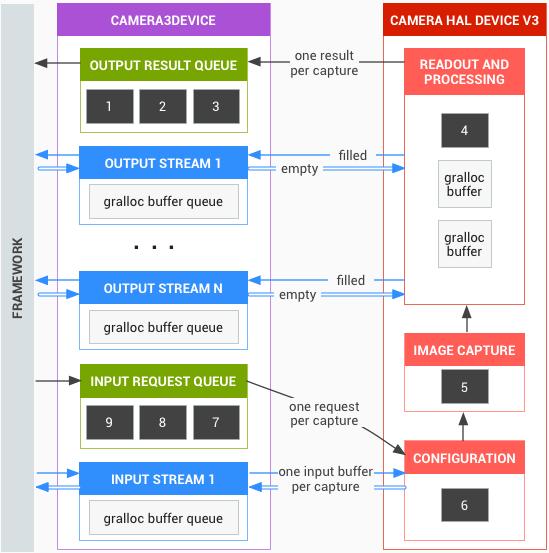 FRAMEWORK
CAMERA3DEVICE
OUTPUT RESULT QUEUE
1 2 3
OUTPUT STREAM 1
gralloc buffer queue
. . .
OUTPUT STREAM N
gralloc buffer queue
INPUT REQUEST QUEUE
9 8 7
INPUT STREAM 1
gralloc buffer queue
one result
per capture
filled
empty
filled
empty
one request
per capture
one input buffer
per capture
CAMERA HAL DEVICE V3
READOUT AND
PROCESSING
4
gralloc
buffer
gralloc
buffer
IMAGE CAPTURE
5
CONFIGURATION
6